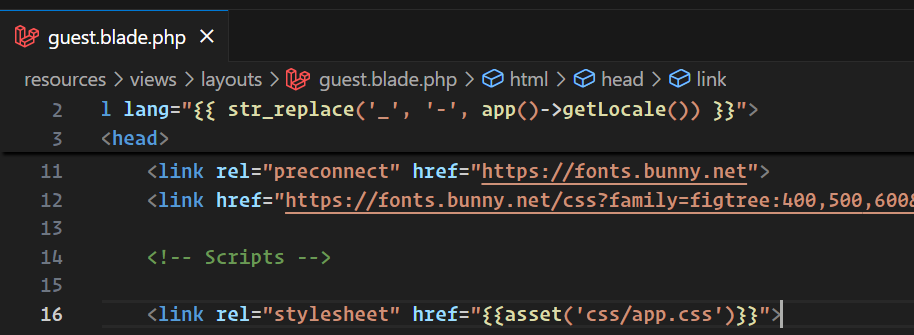 guest.blade.php
resources > views > layouts > guest.blade.php > html > head > link
2 l lang="{{ str_replace('_', '-', app()->getLocale()) }}">
3 <head>
11 <link rel="preconnect" href="https://fonts.bunny.net">
12 <link href="https://fonts.bunny.net/css?family=figtree:400,500,600&
13
14 <!-- Scripts -->
15
16 <link rel="stylesheet" href="{{asset('css/app.css')}}">